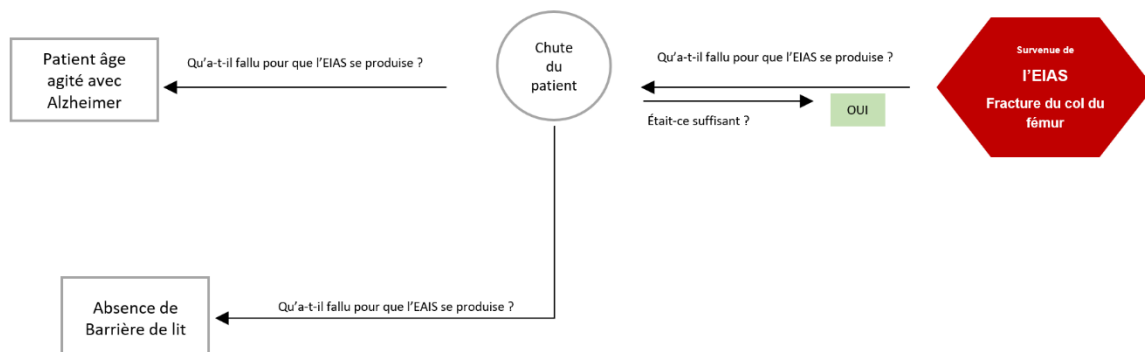 Patient âge
agité avec
Alzheimer
Qu'a-t-il fallu pour que l'EIAS se produise ?
Chute
du
patient
Qu'a-t-il fallu pour que l'EIAS se produise ?
Était-ce suffisant ?
OUI
Survenue de
l'EIAS
Fracture du col du
fémur
Absence de
Barrière de lit
Qu'a-t-il fallu pour que l'EAIS se produise ?